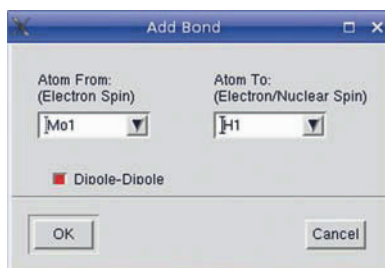 Add Bond
Atom From:
(Electron Spin)
Atom To:
(Electron/Nuclear Spin)
Mo1
H1
Dipole-Dipole
OK
Cancel